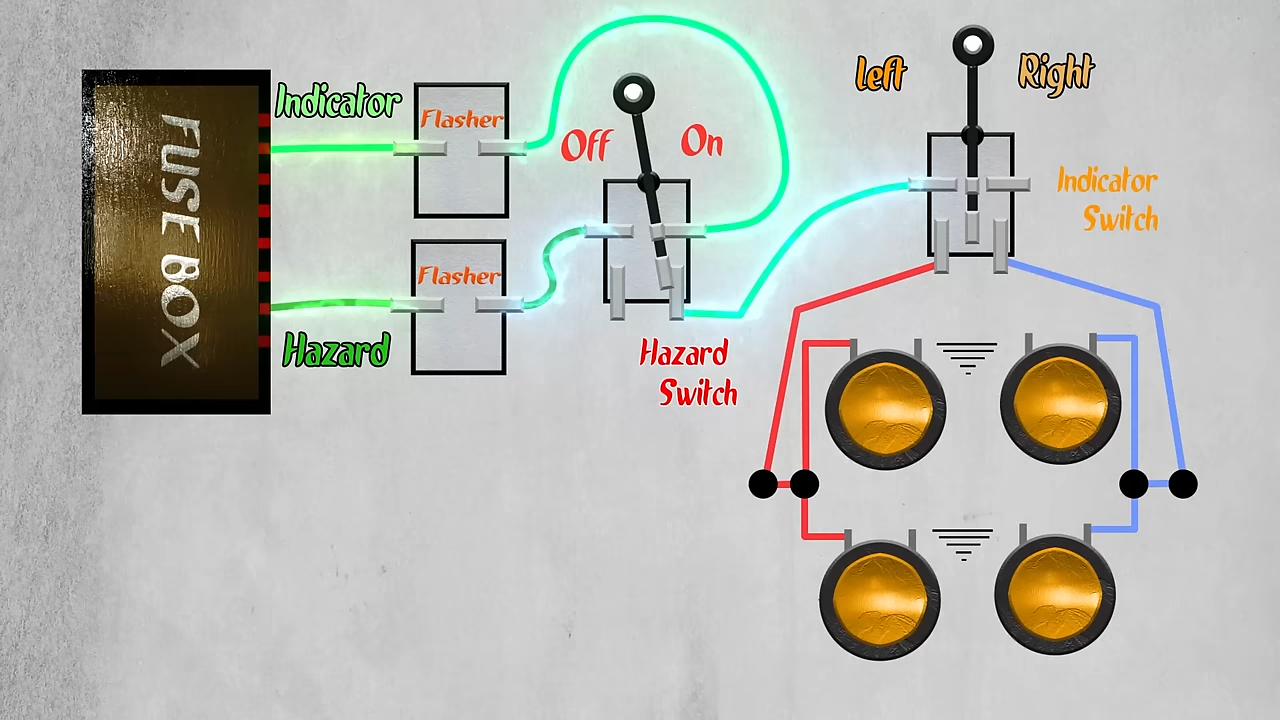 FUSE BOX
Indicator
Flasher
Hazard
Flasher
Off
On
Hazard
Switch
Left
Right
Indicator
Switch